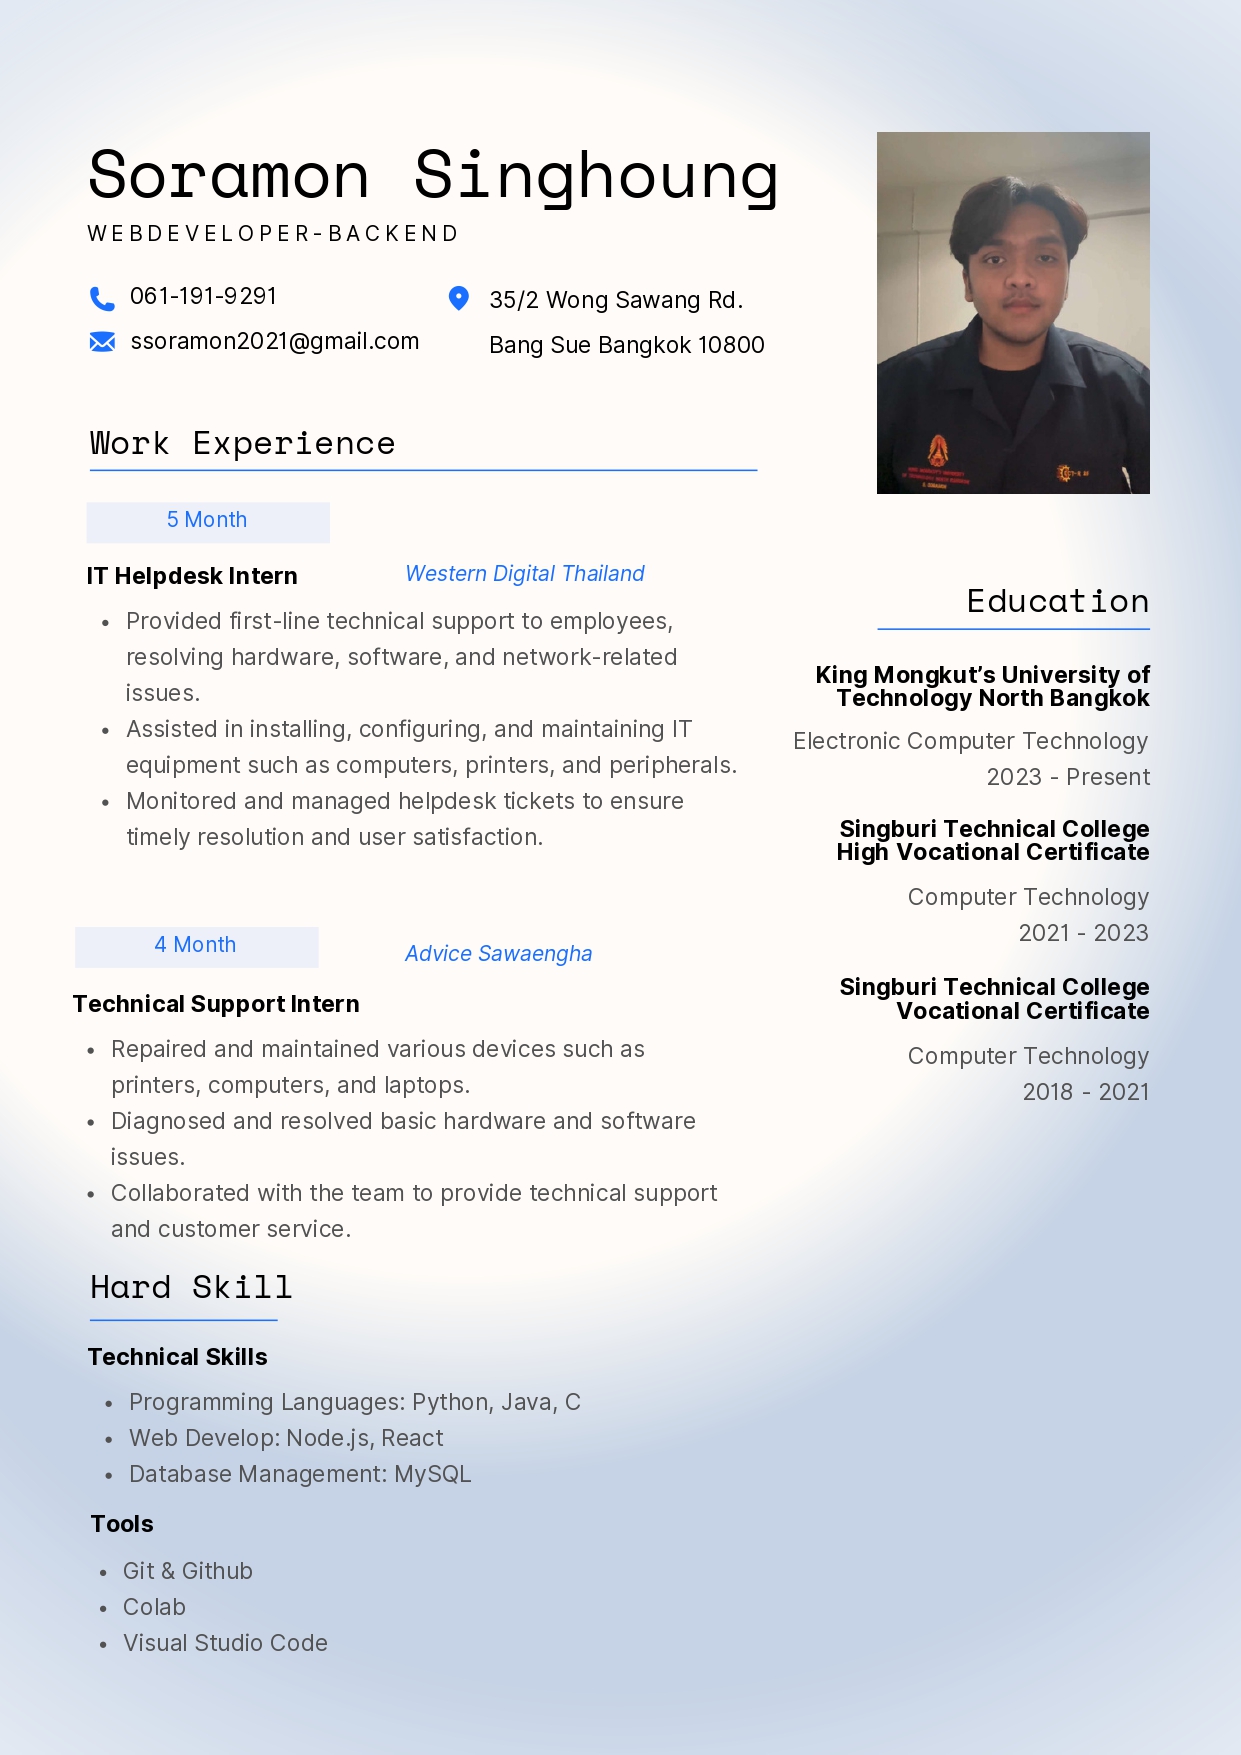 Soramon Singhoung
WEBDEVELOPER-BACKEND
061-191-9291
ssoramon2021@gmail.com
35/2 Wong Sawang Rd.
Bang Sue Bangkok 10800
Work Experience
5 Month
IT Helpdesk Intern
Western Digital Thailand
• Provided first-line technical support to employees,
resolving hardware, software, and network-related
issues.
• Assisted in installing, configuring, and maintaining IT
equipment such as computers, printers, and peripherals.
• Monitored and managed helpdesk tickets to ensure
timely resolution and user satisfaction.
4 Month
Advice Sawaengha
Technical Support Intern
• Repaired and maintained various devices such as
printers, computers, and laptops.
• Diagnosed and resolved basic hardware and software
issues.
• Collaborated with the team to provide technical support
and customer service.
Hard Skill
Technical Skills
• Programming Languages: Python, Java, C
• Web Develop: Node.js, React
• Database Management: MySQL
Tools
• Git & Github
• Colab
• Visual Studio Code
Education
King Mongkut’s University of
Technology North Bangkok
Electronic Computer Technology
2023 - Present
Singburi Technical College
High Vocational Certificate
Computer Technology
2021 - 2023
Singburi Technical College
Vocational Certificate
Computer Technology
2018 - 2021